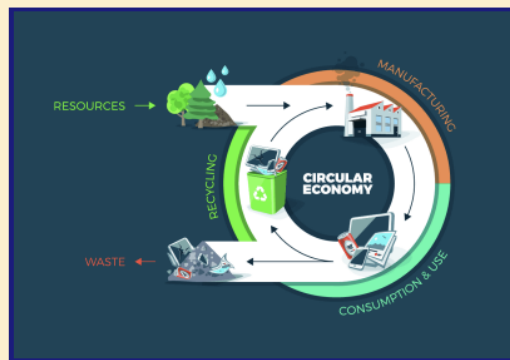 RESOURCES
MANUFACTURING
RECYCLING
CIRCULAR
ECONOMY
WASTE
CONSUMPTION & USE